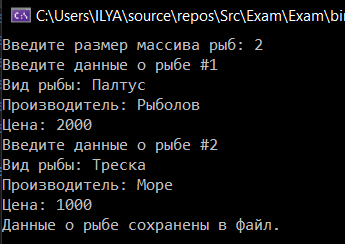 C:\Users\ILYA\source\repos\Src\Exam\Exam\bin
Введите размер массива рыб: 2
Введите данные о рыбе #1
Вид рыбы: Палтус
Производитель: Рыболов
Цена: 2000
Введите данные о рыбе #2
Вид рыбы: Треска
Производитель: Море
Цена: 1000
Данные о рыбе сохранены в файл.